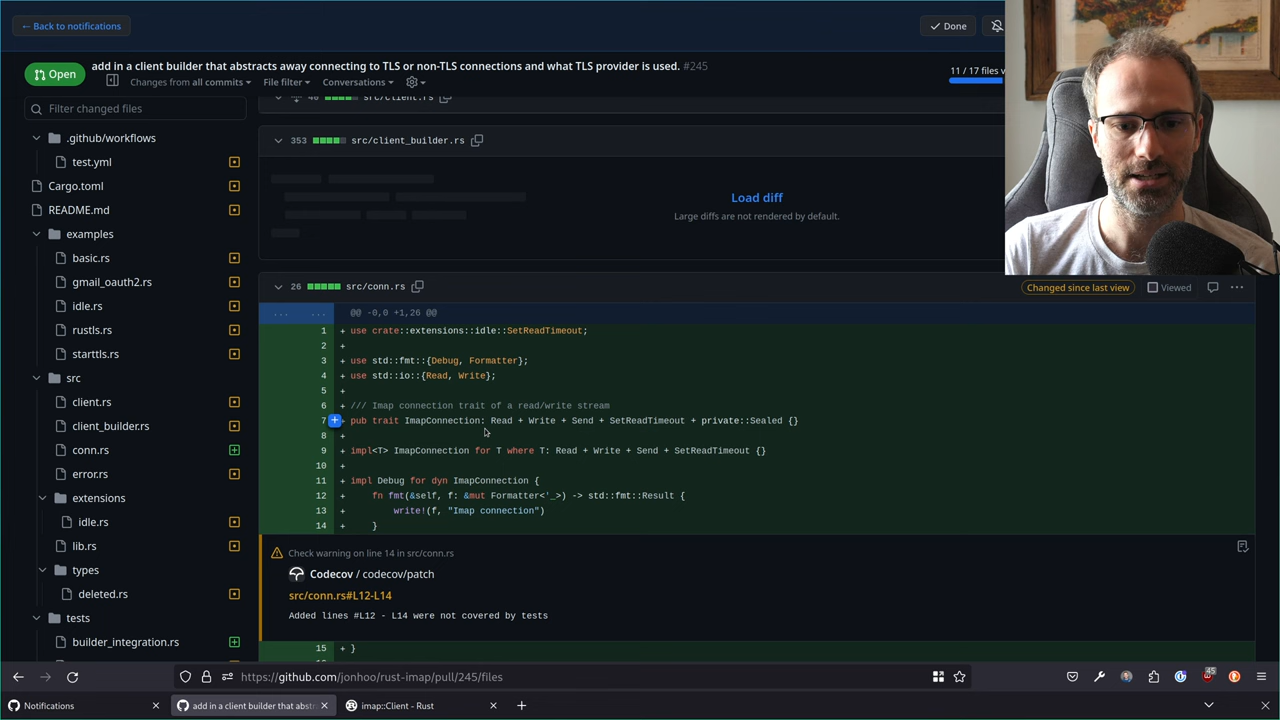 ← Back to notifications
Done
Open
add in a client builder that abstracts away connecting to TLS or non-TLS connections and what TLS provider is used. #245
Changes from all commits
File filter
Conversations
11 / 17 files v
Filter changed files
.github/workflows
test.yml
Cargo.toml
README.md
examples
basic.rs
gmail_oauth2.rs
idle.rs
rustls.rs
starttls.rs
src
client.rs
client_builder.rs
conn.rs
error.rs
extensions
idle.rs
lib.rs
types
deleted.rs
tests
builder_integration.rs
src/client.rs
353 src/client_builder.rs
Load diff
Large diffs are not rendered by default.
26 src/conn.rs
Changed since last view
Viewed
... ... @@ -0,0 +1,26 @@
1 + use crate::extensions::idle::SetReadTimeout;
2 +
3 + use std::fmt::{Debug, Formatter};
4 + use std::io::{Read, Write};
5 +
6 + /// Imap connection trait of a read/write stream
7 + pub trait ImapConnection: Read + Write + Send + SetReadTimeout + private::Sealed {}
8 +
9 + impl<T> ImapConnection for T where T: Read + Write + Send + SetReadTimeout {}
10 +
11 + impl Debug for dyn ImapConnection {
12 + fn fmt(&self, f: &mut Formatter<'_>) -> std::fmt::Result {
13 + write!(f, "Imap connection")
14 + }
Check warning on line 14 in src/conn.rs
Codecov / codecov/patch
src/conn.rs#L12-L14
Added lines #L12 - L14 were not covered by tests
15 + }
https://github.com/jonhoo/rust-imap/pull/245/files
45
Notifications
add in a client builder that abst
imap::Client - Rust